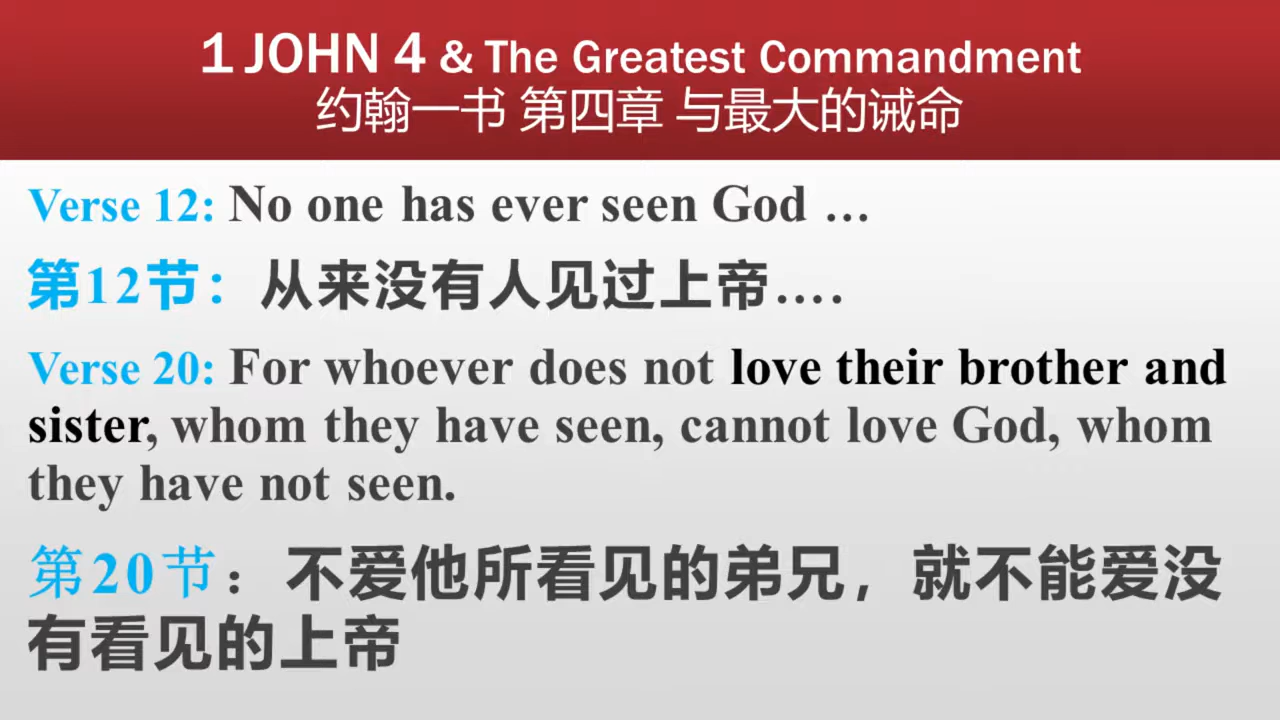 1 JOHN 4 & The Greatest Commandment
约翰一书 第四章 与最大的诫命
Verse 12: No one has ever seen God ...
第12节：从来没有人见过上帝....
Verse 20: For whoever does not love their brother and
sister, whom they have seen, cannot love God, whom
they have not seen.
第20节：不爱他所看见的弟兄，就不能爱没
有看见的上帝